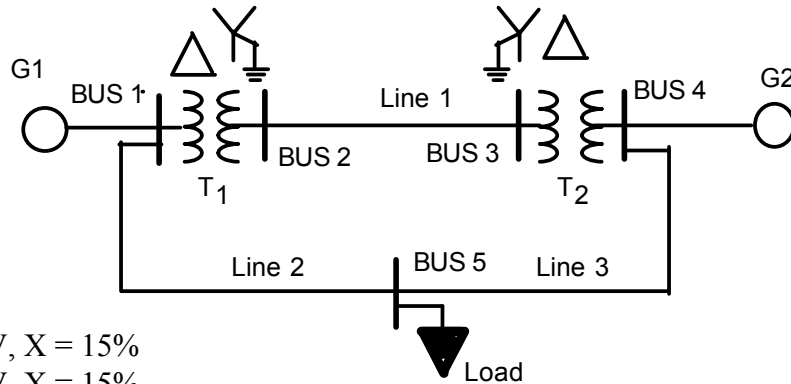 G1
G2
BUS 1
BUS 4
Line 1
BUS 2
BUS 3
T1
T2
Line 2
BUS 5
Line 3
, X = 15%
, X = 15%
Load